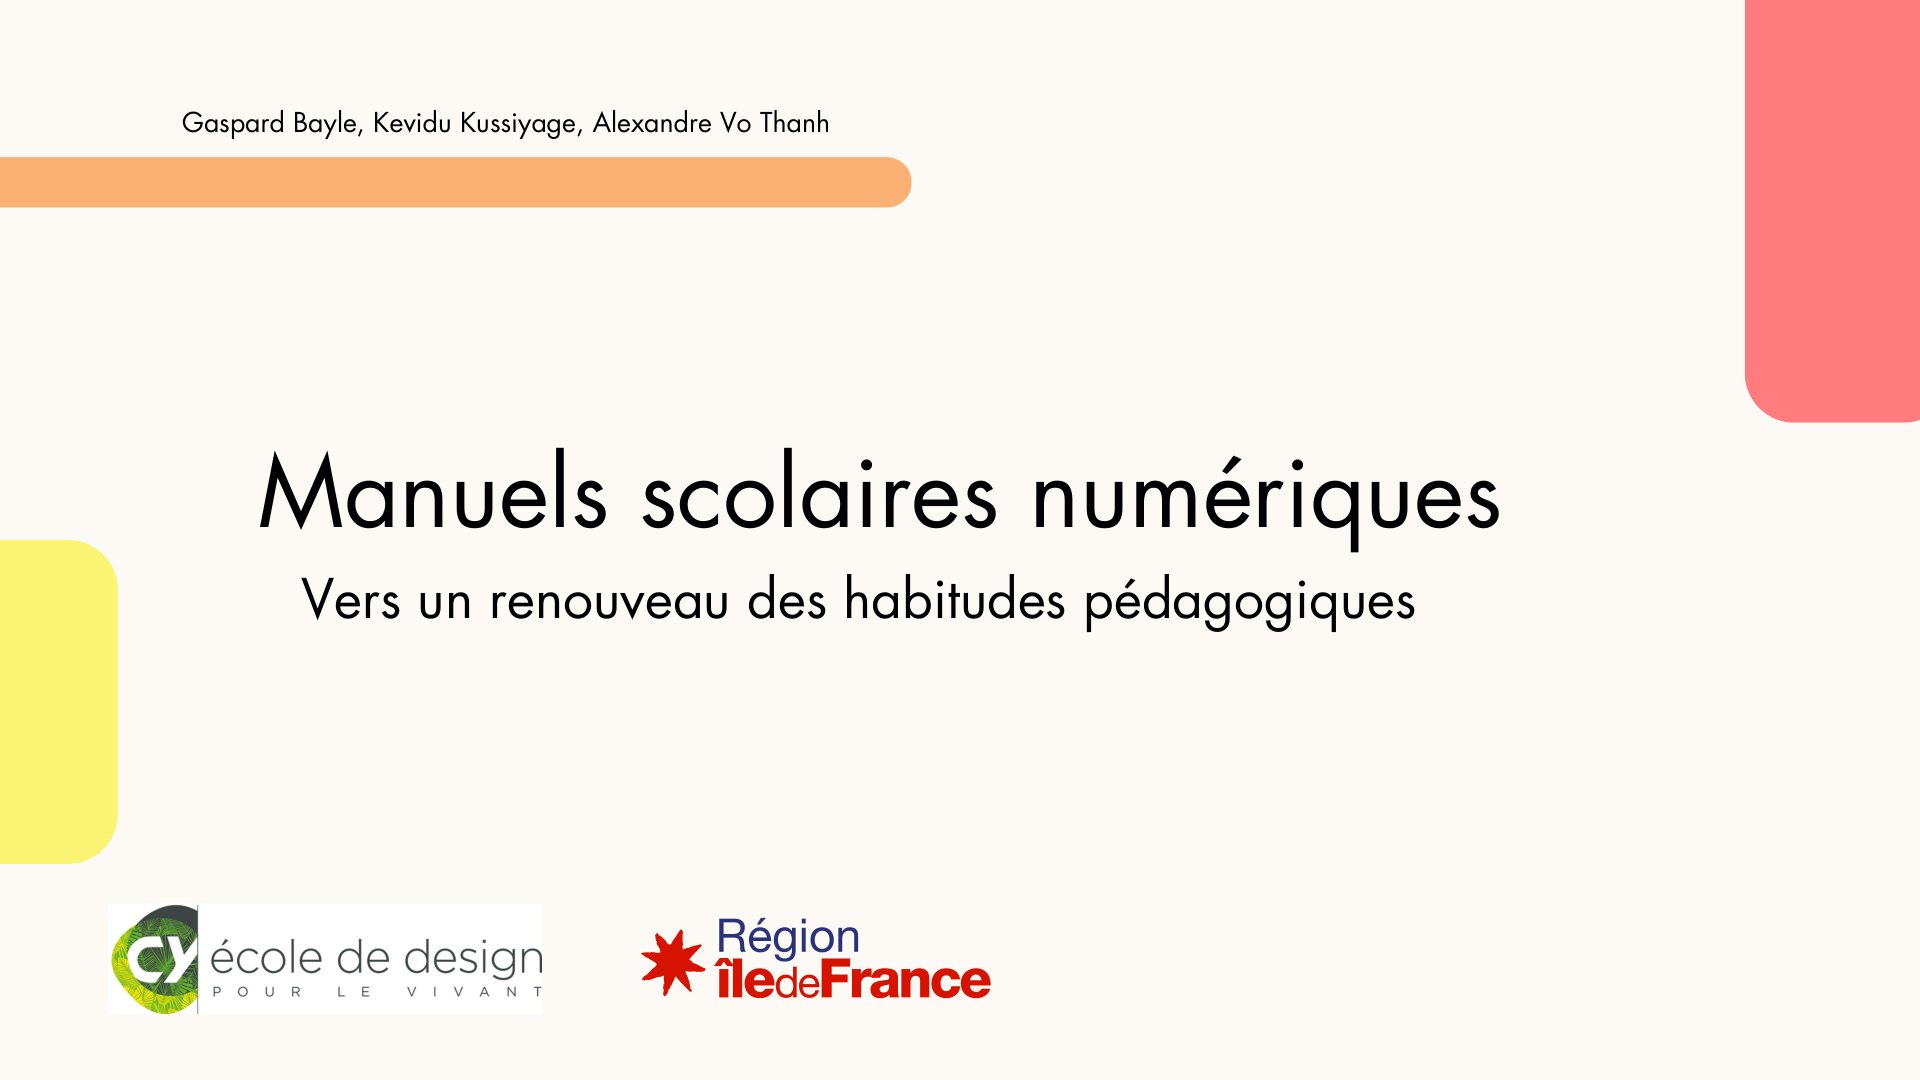 Gaspard Bayle, Kevidu Kussiyage, Alexandre Vo Thanh
Manuels scolaires numériques
Vers un renouveau des habitudes pédagogiques
CY école de design
POUR LE VIVANT
Région
îledeFrance